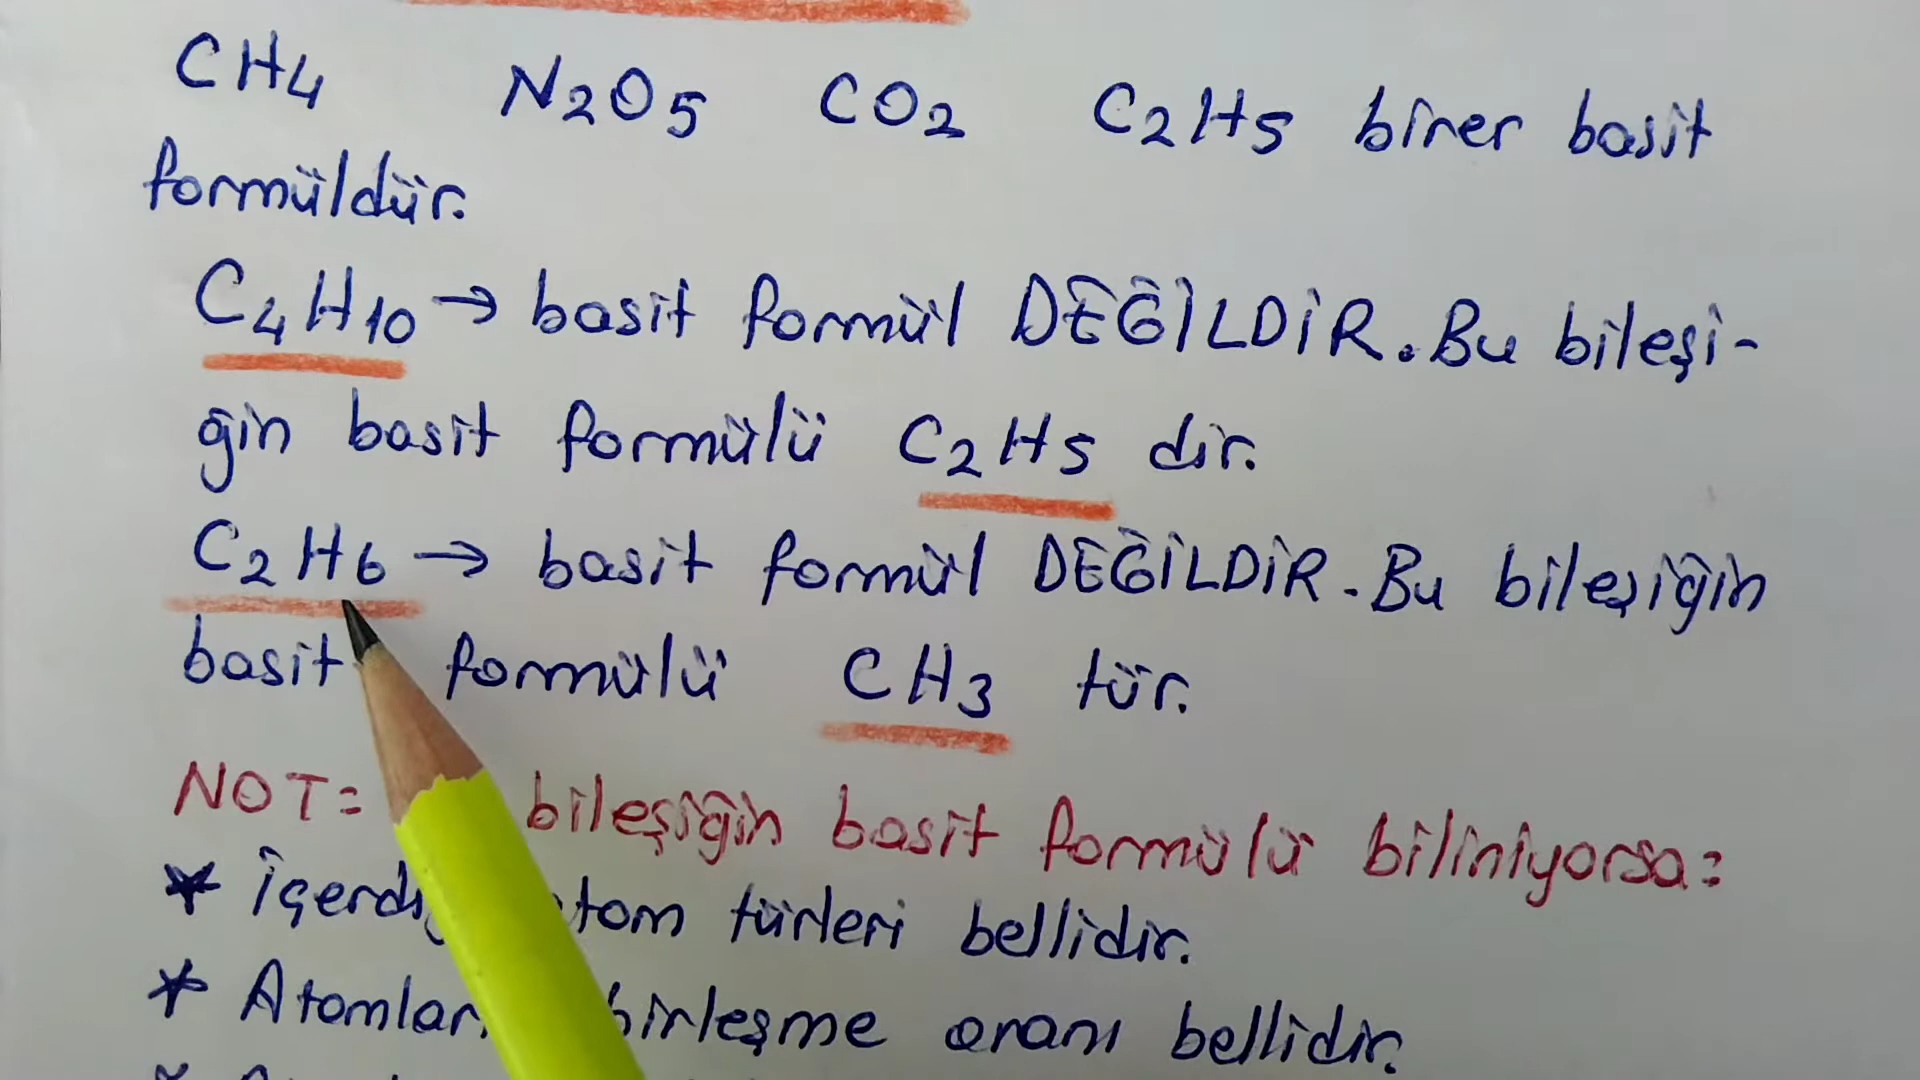 CH4 N2O5 CO2 C2H5 birer basit
formüldür.
C4H10 → basit formül DEĞİLDİR. Bu bileşi-
ğin basit formülü C2H5 dir.
C2H6 → basit formül DEĞİLDİR. Bu bileşiğin
basit formülü CH3 tür.
NOT: bileşiğin basit formülü biliniyorsa:
* İçerdi atom türleri bellidir.
* Atomlar birleşme oranı bellidir.